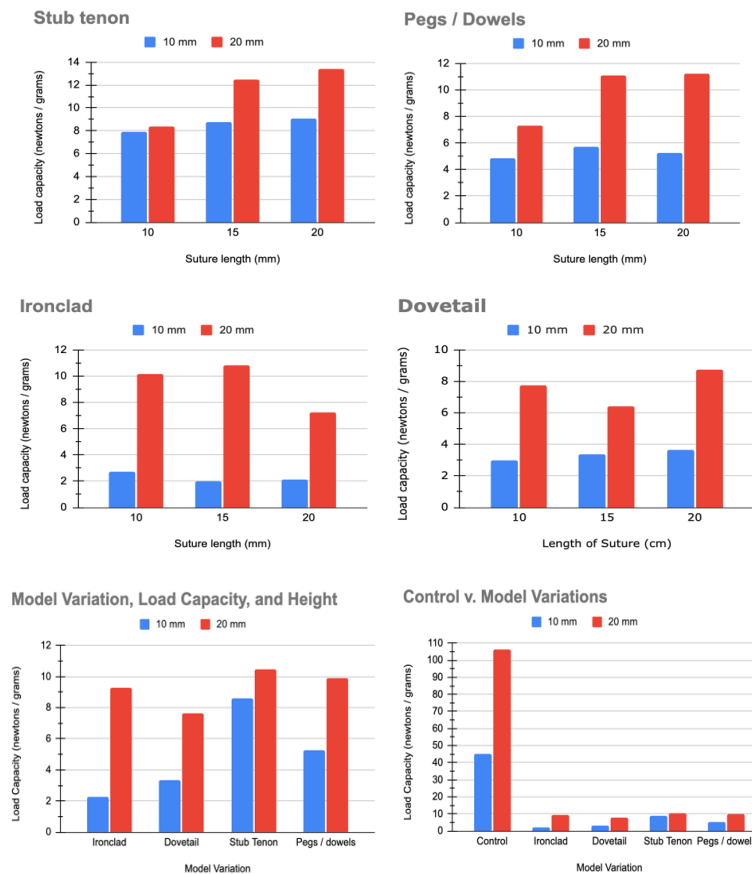 Stub tenon
10 mm 20 mm
Load capacity (newtons / grams)
14
12
10
8
6
4
2
0
10 15 20
Suture length (mm)
Pegs / Dowels
10 mm 20 mm
Load capacity (newtons / grams)
12
10
8
6
4
2
0
10 15 20
Suture length (mm)
Ironclad
10 mm 20 mm
Load capacity (newtons / grams)
12
10
8
6
4
2
0
10 15 20
Suture length (mm)
Dovetail
10 mm 20 mm
Load capacity (newtons / grams)
10
8
6
4
2
0
10 15 20
Length of Suture (cm)
Model Variation, Load Capacity, and Height
10 mm 20 mm
Load Capacity (newtons / grams)
12
10
8
6
4
2
0
Ironclad Dovetail Stub Tenon Pegs / dowels
Model Variation
Control v. Model Variations
10 mm 20 mm
Load Capacity (newtons / grams)
110
100
90
80
70
60
50
40
30
20
10
0
Control Ironclad Dovetail Stub Tenon Pegs / dowel
Model Variation